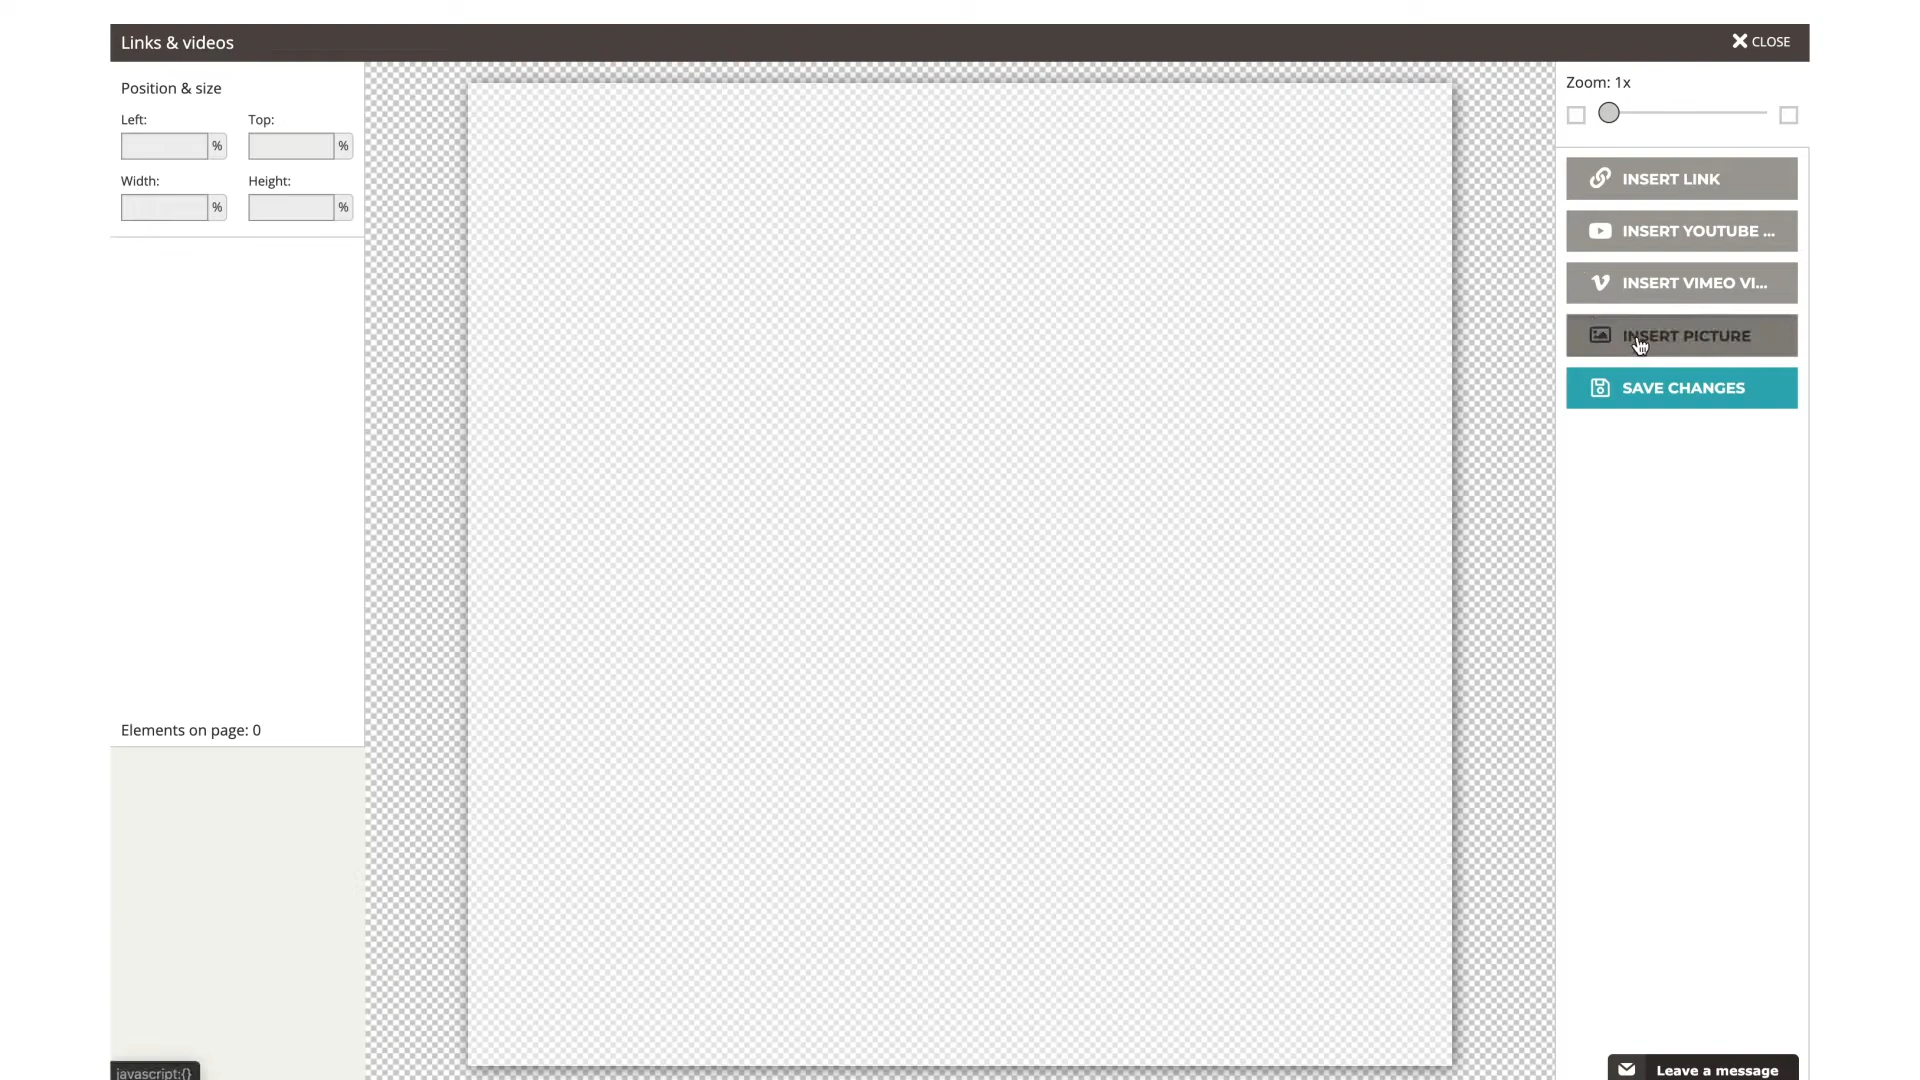 Links & videos
CLOSE
Position & size
Left:
Top:
%
%
Width:
Height:
%
%
Elements on page: 0
Zoom: 1x
INSERT LINK
INSERT YOUTUBE ...
INSERT VIMEO VI...
INSERT PICTURE
SAVE CHANGES
javascript:{}
Leave a message